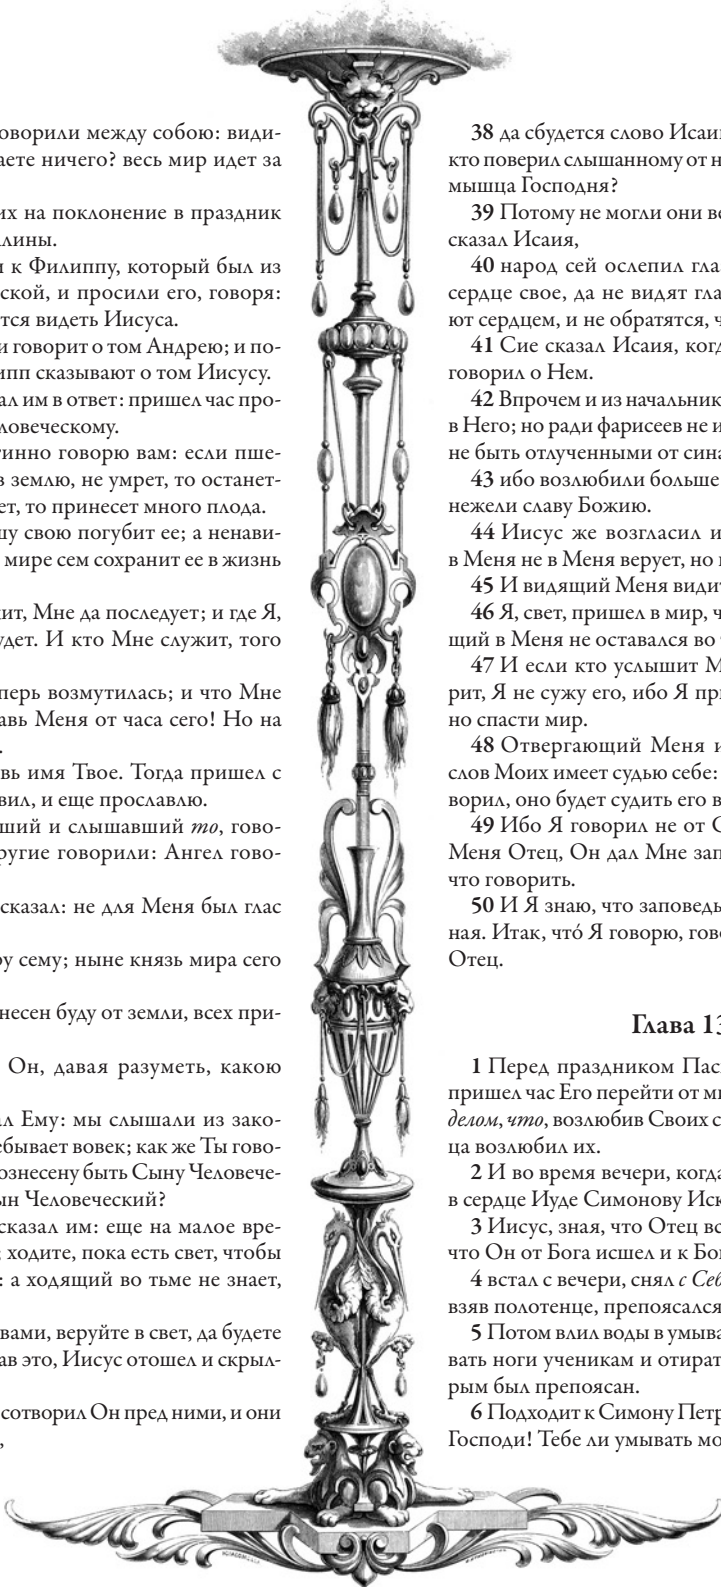 оворили между собою: види-
аете ничего? весь мир идет за
их на поклонение в праздник
ллины.
и к Филиппу, который был из
ской, и просили его, говоря:
тся видеть Иисуса.
и говорит о том Андрею; и по-
ипп сказывают о том Иисусу.
ал им в ответ: пришел час про-
ловеческому.
тинно говорю вам: если пше-
в землю, не умрет, то останет-
ет, то принесет много плода.
шу свою погубит ее; а ненави-
мире сем сохранит ее в жизнь
жит, Мне да последует; и где Я,
удет. И кто Мне служит, того
перь возмутилась; и что Мне
авь Меня от часа сего! Но на
.
вь имя Твое. Тогда пришел с
вил, и еще прославлю.
ший и слышавший то, гово-
ругие говорили: Ангел гово-
сказал: не для Меня был глас
ру сему; ныне князь мира сего
несен буду от земли, всех при-
Он, давая разуметь, какою
ал Ему: мы слышали из зако-
ебывает вовек; как же Ты гово-
ознесену быть Сыну Человече-
ын Человеческий?
сказал им: еще на малое вре-
ходите, пока есть свет, чтобы
: а ходящий во тьме не знает,
вами, веруйте в свет, да будете
ав это, Иисус отошел и скрыл-
сотворил Он пред ними, и они
,
38 да сбудется слово Исаи
кто поверил слышанному от н
мышца Господня?
39 Потому не могли они ве
сказал Исаия,
40 народ сей ослепил гла
сердце свое, да не видят гла
ют сердцем, и не обратятся, ч
41 Сие сказал Исаия, когд
говорил о Нем.
42 Впрочем и из начальник
в Него; но ради фарисеев не и
не быть отлученными от сина
43 ибо возлюбили больше
нежели славу Божию.
44 Иисус же возгласил и
в Меня не в Меня верует, но
45 И видящий Меня видит
46 Я, свет, пришел в мир, ч
щий в Меня не оставался во
47 И если кто услышит М
рит, Я не сужу его, ибо Я при
но спасти мир.
48 Отвергающий Меня и
слов Моих имеет судью себе:
ворил, оно будет судить его в
49 Ибо Я говорил не от С
Меня Отец, Он дал Мне зап
что говорить.
50 И Я знаю, что заповедь
ная. Итак, чтó Я говорю, гово
Отец.
Глава 13
1 Перед праздником Пасх
пришел час Его перейти от ми
делом, что, возлюбив Своих с
ца возлюбил их.
2 И во время вечери, когда
в сердце Иуде Симонову Иск
3 Иисус, зная, что Отец вс
что Он от Бога исшел и к Бог
4 встал с вечери, снял с Себ
взяв полотенце, препоясался
5 Потом влил воды в умыва
вать ноги ученикам и отират
рым был препоясан.
6 Подходит к Симону Петр
Господи! Тебе ли умывать мо